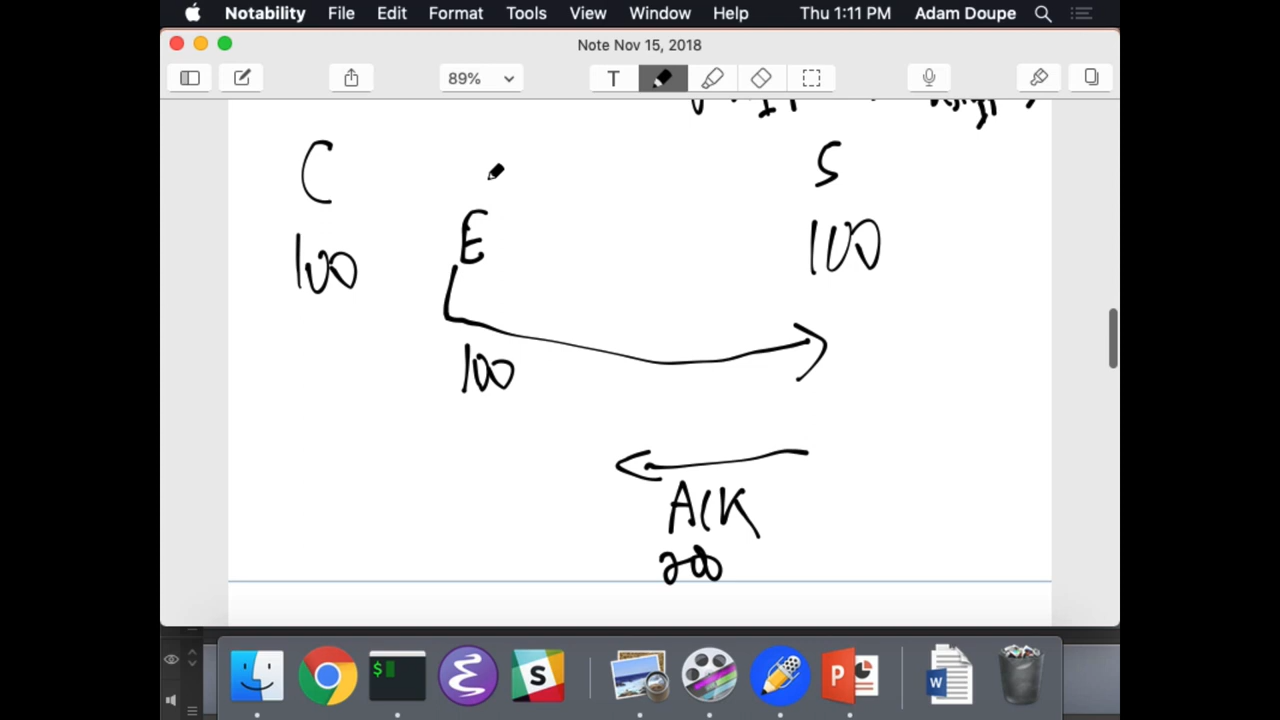 Notability File Edit Format Tools View Window Help Thu 1:11 PM Adam Doupe
Note Nov 15, 2018
89% T
C S
E
100 100
100
ACK
200
$ S P W